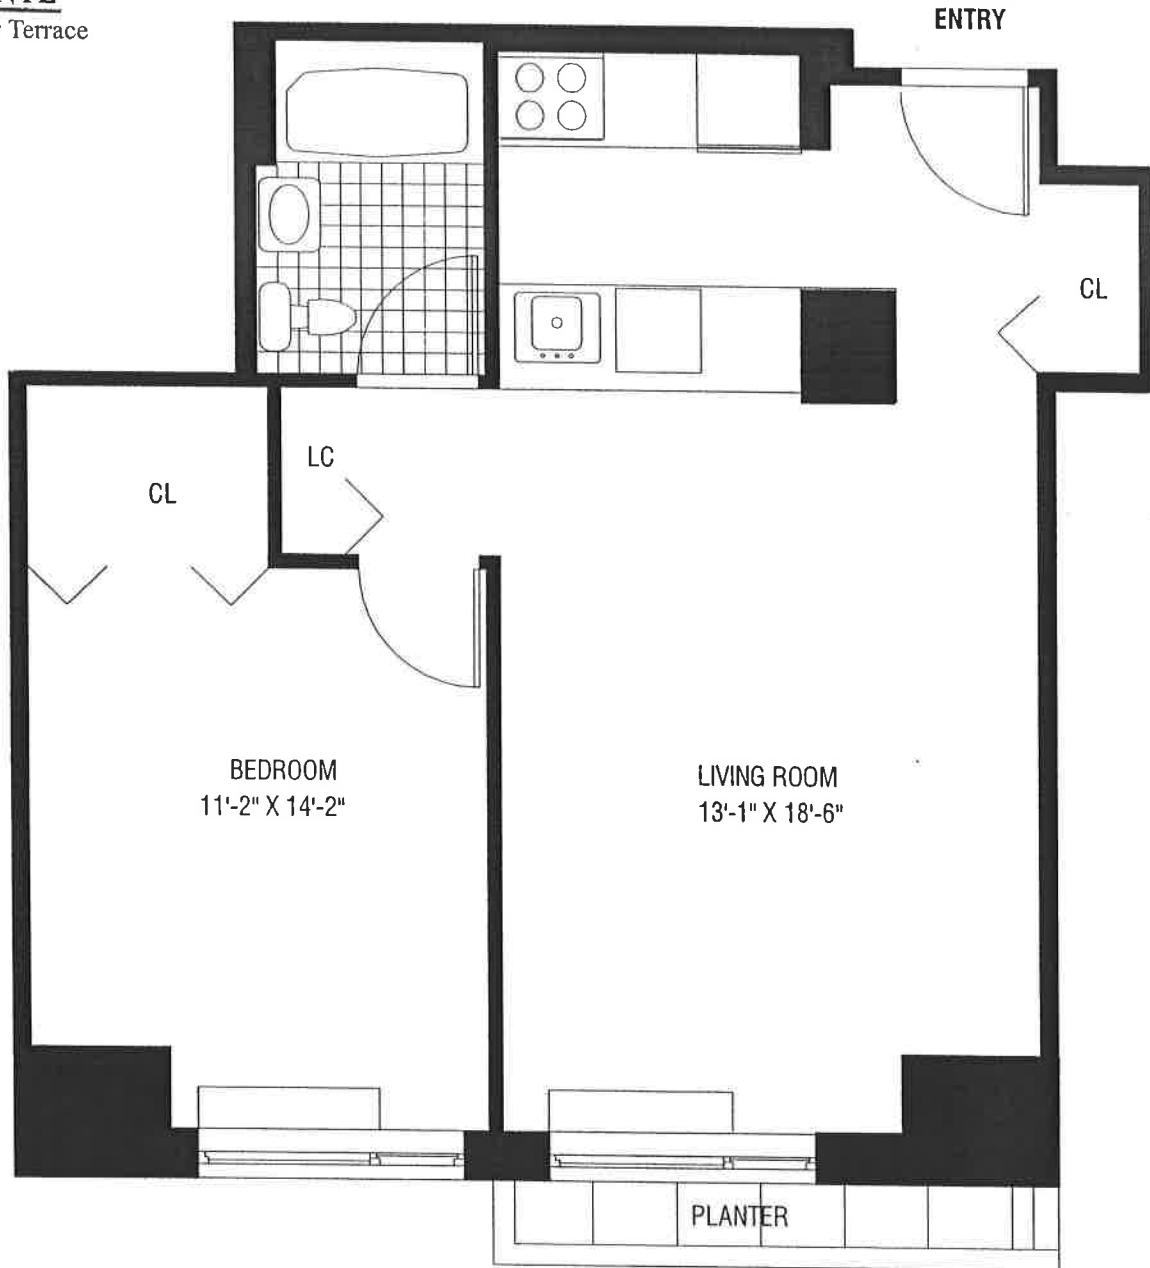 Terrace
ENTRY
CL
LC
CL
BEDROOM
11'-2" X 14'-2"
LIVING ROOM
13'-1" X 18'-6"
PLANTER